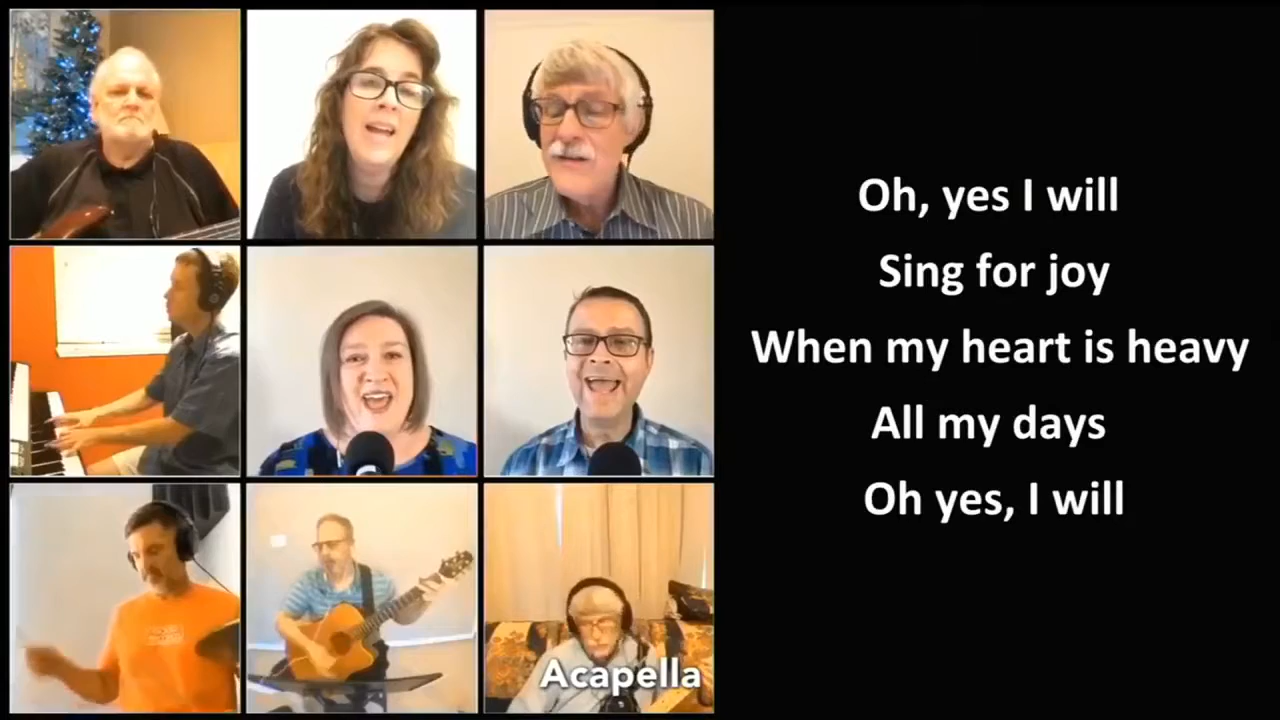 Oh, yes I will
Sing for joy
When my heart is heavy
All my days
Oh yes, I will
Acapella